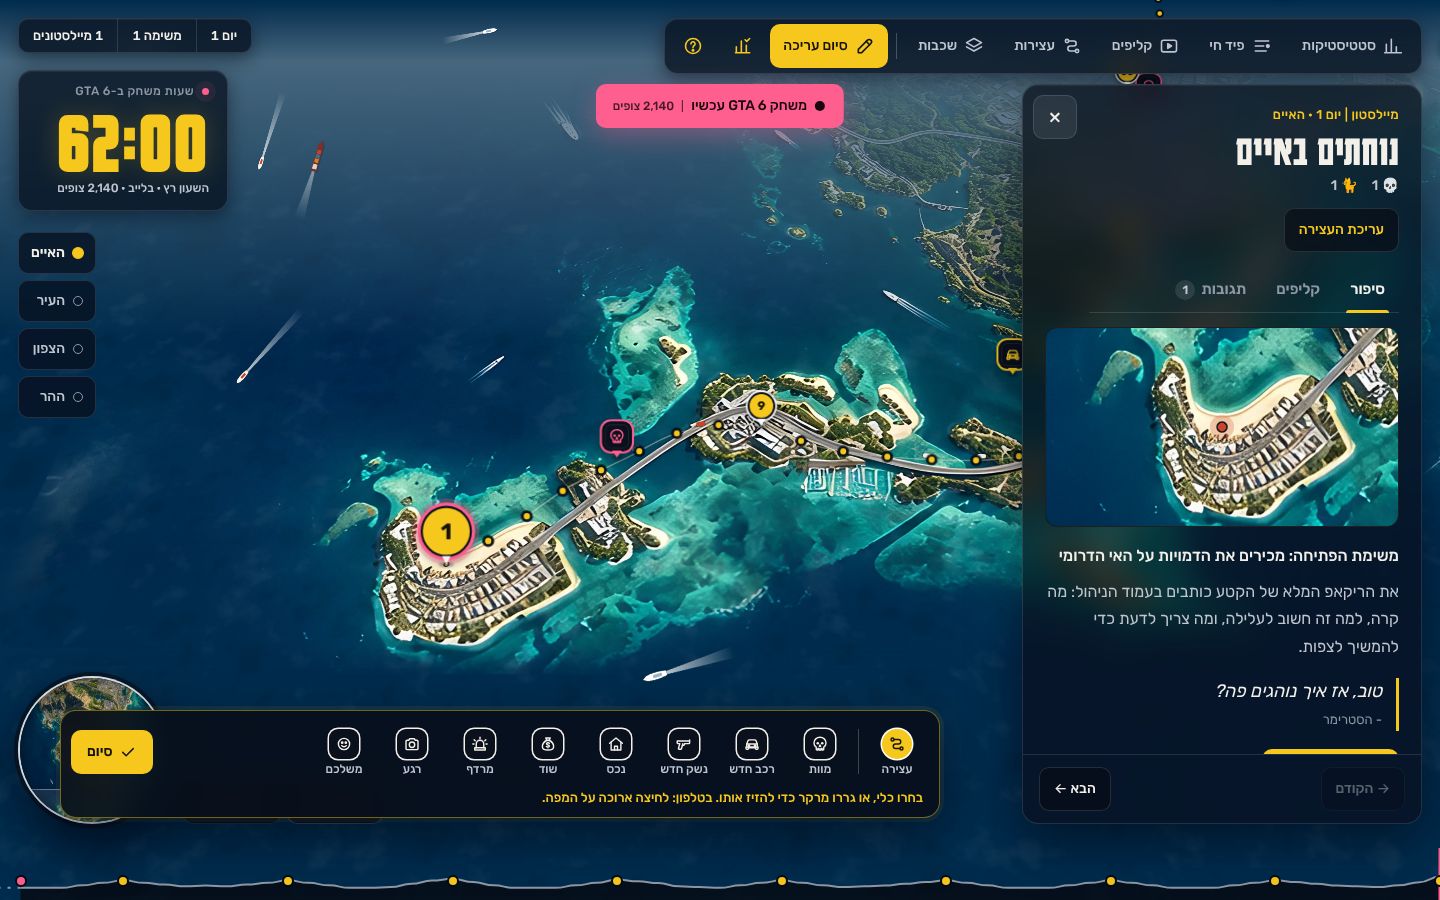 סטטיסטיקות
פיד חי
קליפים
עצירות
שכבות
סיום עריכה
יום 1
משימה 1
1 מיילסטונים
שעות משחק ב-GTA 6
62:00
השעון רץ • בלייב • 2,140 צופים
משחק GTA 6 עכשיו | 2,140 צופים
האיים
העיר
הצפון
ההר
מיילסטון | יום 1 • האיים
נוחתים באיים
1 1
עריכת העצירה
סיפור
קליפים
תגובות 1
משימת הפתיחה: מכירים את הדמויות על האי הדרומי
את הריקאפ המלא של הקטע כותבים בעמוד הניהול: מה
קרה, למה זה חשוב לעלילה, ומה צריך לדעת כדי
להמשיך לצפות.
טוב, אז איך נוהגים פה?
- הסטרימר
→ הקודם
הבא ←
9
1
עצירה
מוות
רכב חדש
נשק חדש
נכס
שוד
מרדף
רגע
משלכם
סיום
בחרו כלי, או גררו מרקר כדי להזיז אותו. בטלפון: לחיצה ארוכה על המפה.